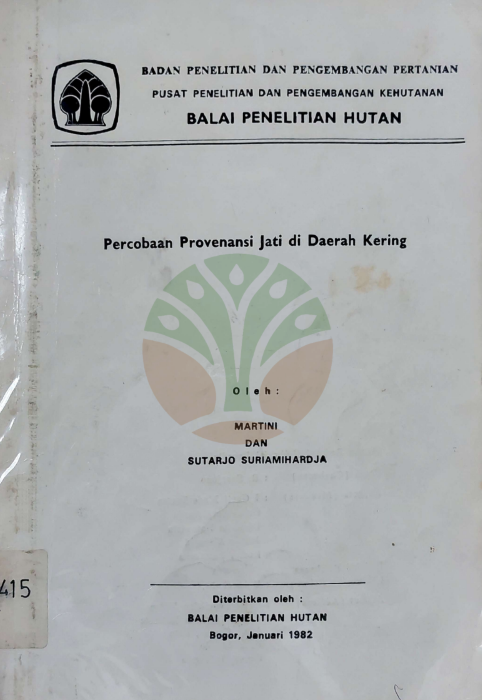 BADAN PENELITIAN DAN PENGEMBANGAN PERTANIAN
PUSAT PENELITIAN DAN PENGEMBANGAN KEHUTANAN
BALAI PENELITIAN HUTAN
Percobaan Provenansi Jati di Daerah Kering
Oleh :
MARTINI
DAN
SUTARJO SURIAMIHARDJA
415
Diterbitkan oleh :
BALAI PENELITIAN HUTAN
Bogor, Januari 1982